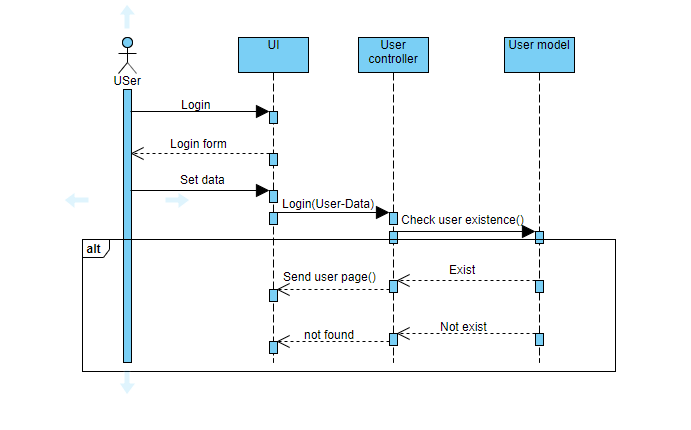 UI
User
controller
User model
USer
Login
Login form
Set data
Login(User-Data)
Check user existence()
alt
Exist
Send user page()
Not exist
not found